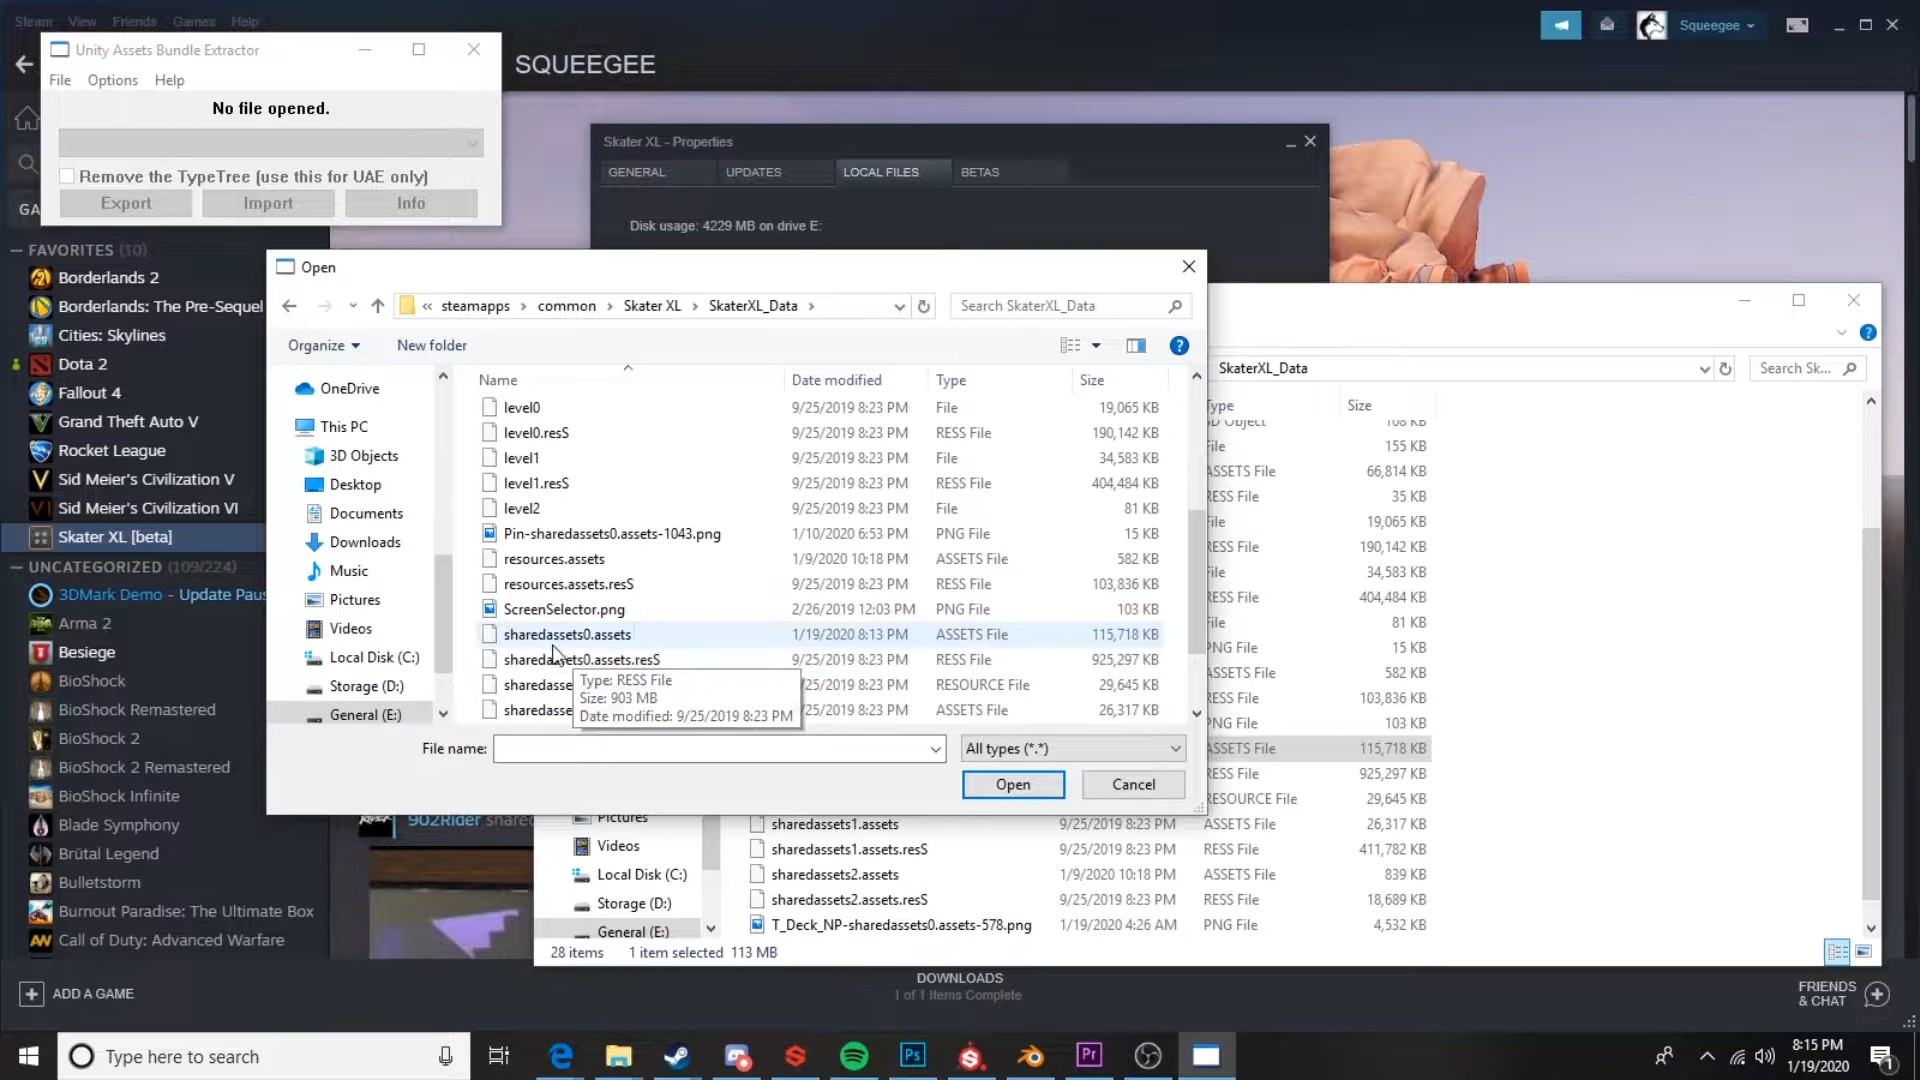 Steam View Friends Games Help
Squeegee
Unity Assets Bundle Extractor
File Options Help
No file opened.
Remove the TypeTree (use this for UAE only)
Export Import Info
SQUEEGEE
Skater XL - Properties
GENERAL UPDATES LOCAL FILES BETAS
Disk usage: 4229 MB on drive E:
GA
FAVORITES (10)
Borderlands 2
Borderlands: The Pre-Sequel
Cities: Skylines
Dota 2
Fallout 4
Grand Theft Auto V
Rocket League
Sid Meier's Civilization V
Sid Meier's Civilization VI
Skater XL [beta]
UNCATEGORIZED (109/224)
3DMark Demo - Update Paus
Arma 2
Besiege
BioShock
BioShock Remastered
BioShock 2
BioShock 2 Remastered
BioShock Infinite
Blade Symphony
Brütal Legend
Bulletstorm
Burnout Paradise: The Ultimate Box
Call of Duty: Advanced Warfare
Open
« steamapps > common > Skater XL > SkaterXL_Data >
Search SkaterXL_Data
Organize New folder
OneDrive
This PC
3D Objects
Desktop
Documents
Downloads
Music
Pictures
Videos
Local Disk (C:)
Storage (D:)
General (E:)
Name Date modified Type Size
level0 9/25/2019 8:23 PM File 19,065 KB
level0.resS 9/25/2019 8:23 PM RESS File 190,142 KB
level1 9/25/2019 8:23 PM File 34,583 KB
level1.resS 9/25/2019 8:23 PM RESS File 404,484 KB
level2 9/25/2019 8:23 PM File 81 KB
Pin-sharedassets0.assets-1043.png 1/10/2020 6:53 PM PNG File 15 KB
resources.assets 1/9/2020 10:18 PM ASSETS File 582 KB
resources.assets.resS 9/25/2019 8:23 PM RESS File 103,836 KB
ScreenSelector.png 2/26/2019 12:03 PM PNG File 103 KB
sharedassets0.assets 1/19/2020 8:13 PM ASSETS File 115,718 KB
sharedassets0.assets.resS 9/25/2019 8:23 PM RESS File 925,297 KB
sharedasse /25/2019 8:23 PM RESOURCE File 29,645 KB
sharedasse /25/2019 8:23 PM ASSETS File 26,317 KB
Type: RESS File
Size: 903 MB
Date modified: 9/25/2019 8:23 PM
File name: All types (*.*)
Open Cancel
SkaterXL_Data
Search Sk...
Type Size
3D Object 108 KB
File 155 KB
ASSETS File 66,814 KB
RESS File 35 KB
File 19,065 KB
RESS File 190,142 KB
File 34,583 KB
RESS File 404,484 KB
File 81 KB
PNG File 15 KB
ASSETS File 582 KB
RESS File 103,836 KB
PNG File 103 KB
ASSETS File 115,718 KB
RESS File 925,297 KB
RESOURCE File 29,645 KB
sharedassets1.assets 9/25/2019 8:23 PM ASSETS File 26,317 KB
sharedassets1.assets.resS 9/25/2019 8:23 PM RESS File 411,782 KB
sharedassets2.assets 1/9/2020 10:18 PM ASSETS File 839 KB
sharedassets2.assets.resS 9/25/2019 8:23 PM RESS File 18,689 KB
T_Deck_NP-sharedassets0.assets-578.png 1/19/2020 4:26 AM PNG File 4,532 KB
Pictures
Videos
Local Disk (C:)
Storage (D:)
General (E:)
28 items 1 item selected 113 MB
902Rider shared
ADD A GAME
DOWNLOADS
1 of 1 Items Complete
FRIENDS
& CHAT
Type here to search
Ps
Pr
8:15 PM
1/19/2020
1